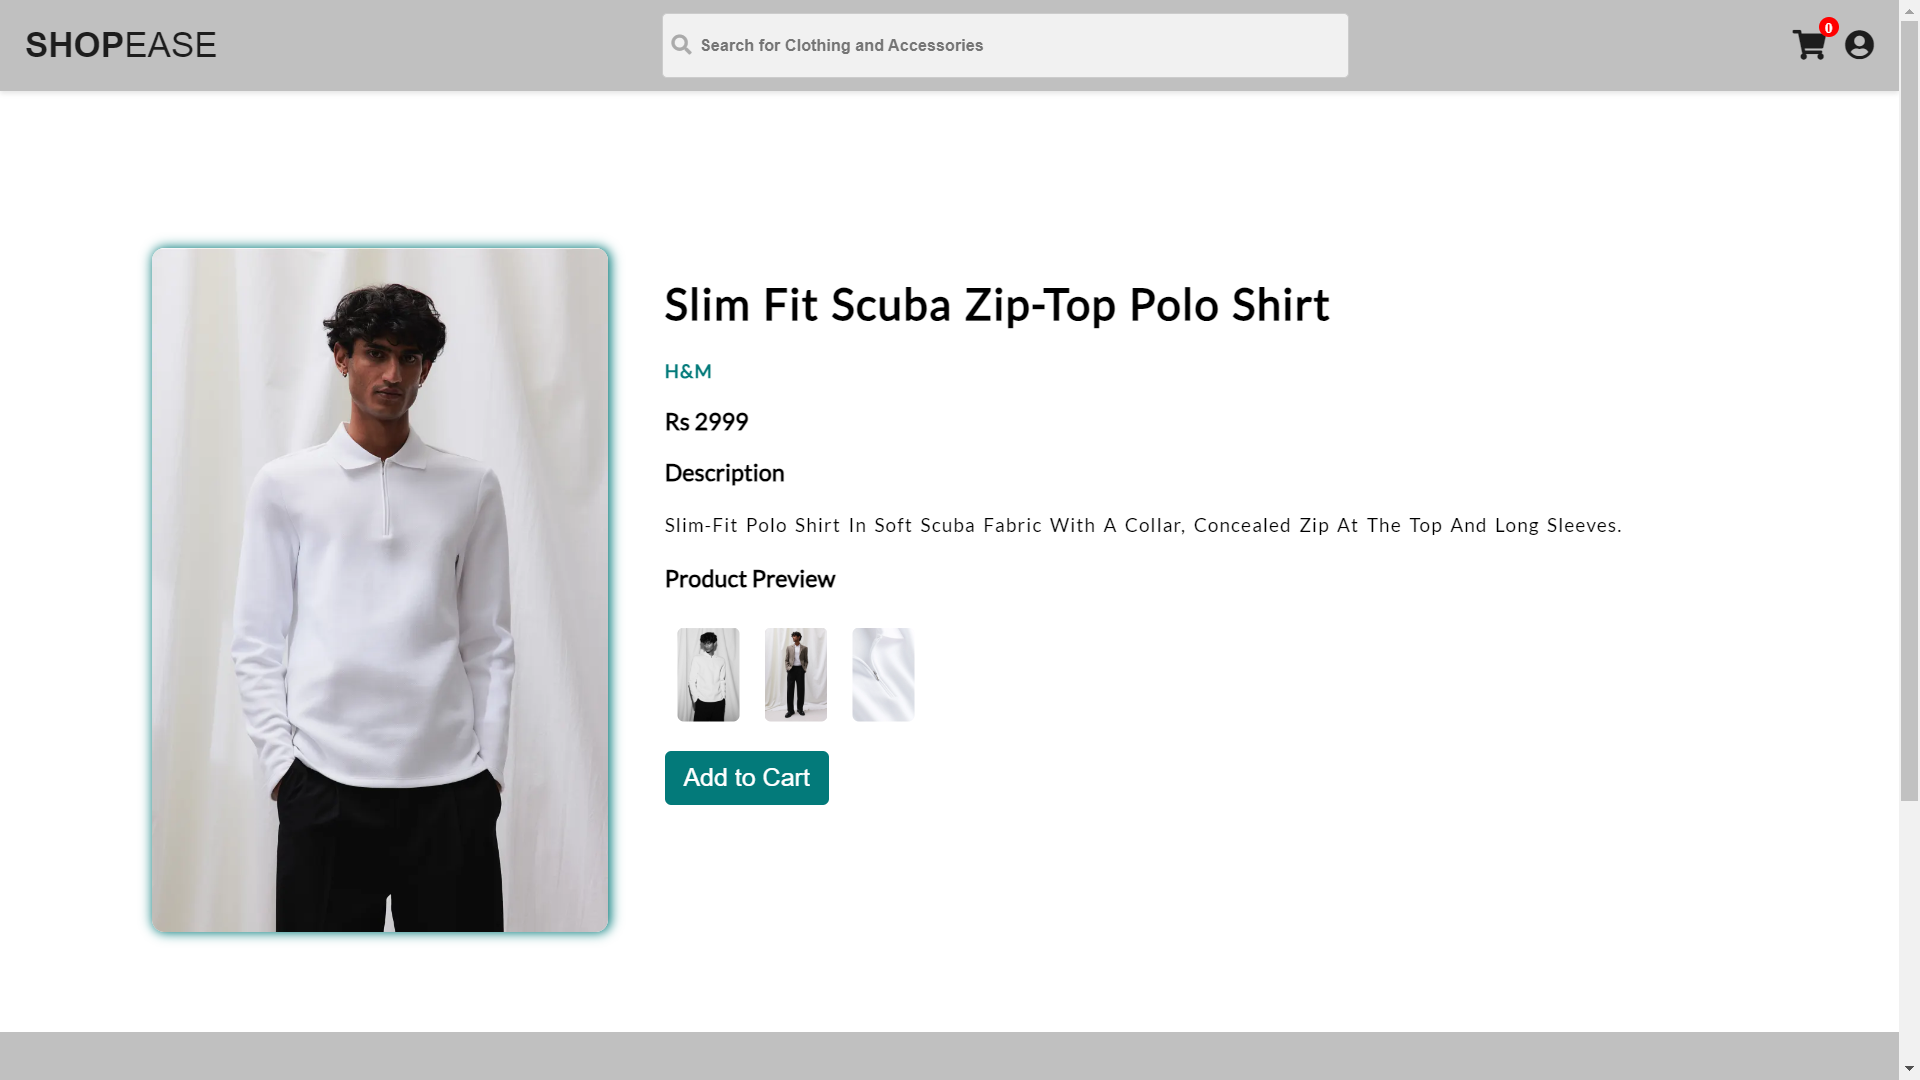 SHOPEASE
Search for Clothing and Accessories
0
Slim Fit Scuba Zip-Top Polo Shirt
H&M
Rs 2999
Description
Slim-Fit Polo Shirt In Soft Scuba Fabric With A Collar, Concealed Zip At The Top And Long Sleeves.
Product Preview
Add to Cart